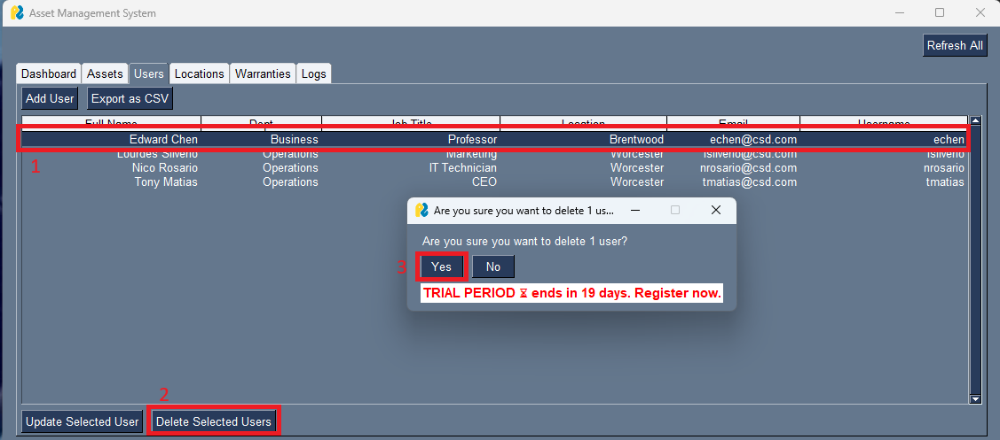 Asset Management System
Refresh All
Dashboard Assets Users Locations Warranties Logs
Add User Export as CSV
Full Name Dept Job Title Location Email Username
Edward Chen Business Professor Brentwood echen@csd.com echen
1
Lourdes Silverio Operations Marketing Worcester lsilverio@csd.com lsilverio
Nico Rosario Operations IT Technician Worcester nrosario@csd.com nrosario
Tony Matias Operations CEO Worcester tmatias@csd.com tmatias
Are you sure you want to delete 1 us...
Are you sure you want to delete 1 user?
3 Yes No
TRIAL PERIOD ⏳ ends in 19 days. Register now.
2
Update Selected User Delete Selected Users